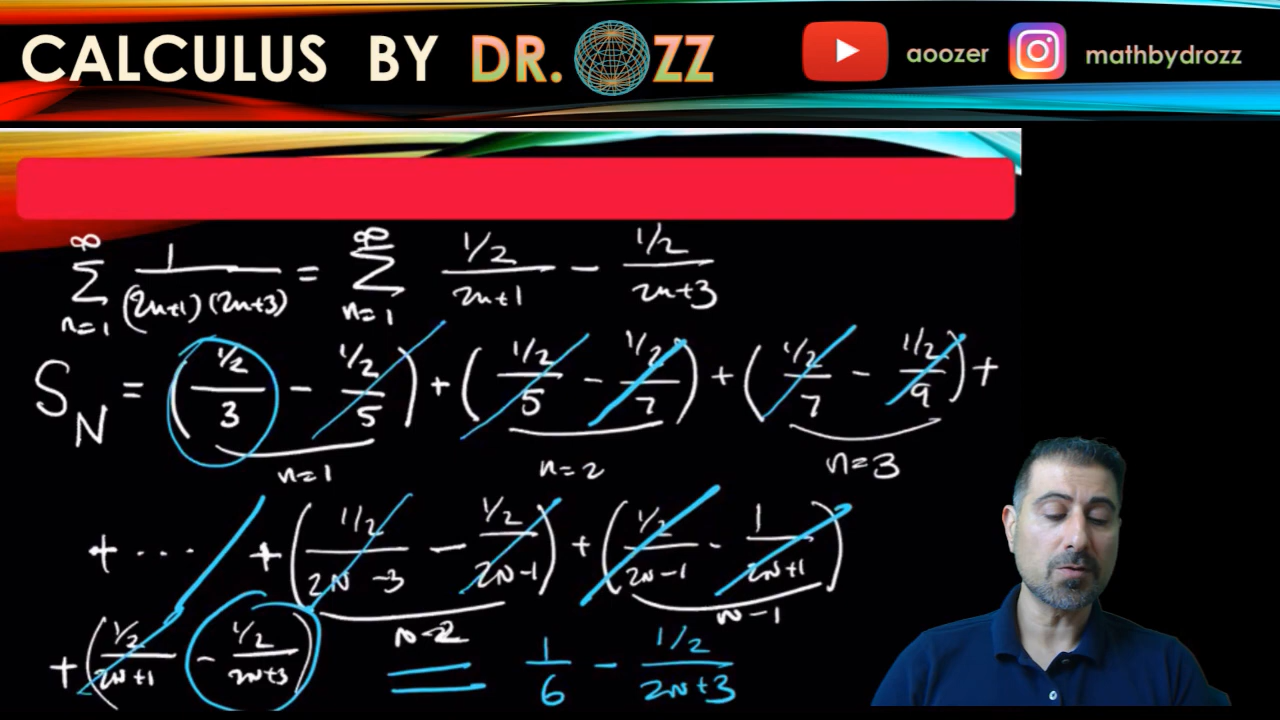 CALCULUS BY DR. OZZ
aoozer
mathbydrozz
∞ ∑ n=1 1/((2n+1)(2n+3)) = ∞ ∑ n=1 (1/2)/(2n+1) - (1/2)/(2n+3)
S_N = ((1/2)/3 - (1/2)/5) + ((1/2)/5 - (1/2)/7) + ((1/2)/7 - (1/2)/9) +
n=1 n=2 n=3
+ ... + ((1/2)/(2N-3) - (1/2)/(2N-1)) + ((1/2)/(2N-1) - 1/(2N+1))
N-2 N-1
+ ((1/2)/(2N+1) - (1/2)/(2N+3)) = 1/6 - (1/2)/(2N+3)